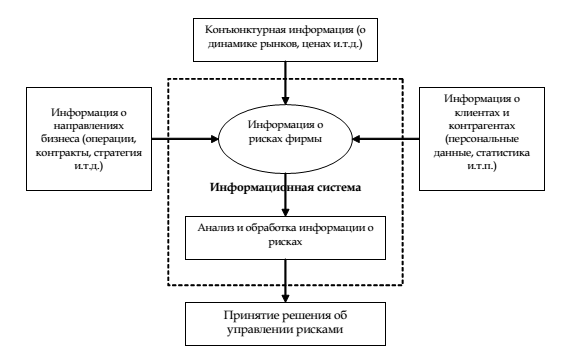 Конъюнктурная информация (о
динамике рынков, ценах и.т.д.)
Информация о
направлениях
бизнеса (операции,
контракты, стратегия
и.т.д.)
Информация о
рисках фирмы
Информация о
клиентах и
контрагентах
(персональные
данные, статистика
и.т.п.)
Информационная система
Анализ и обработка информации о
рисках
Принятие решения об
управлении рисками